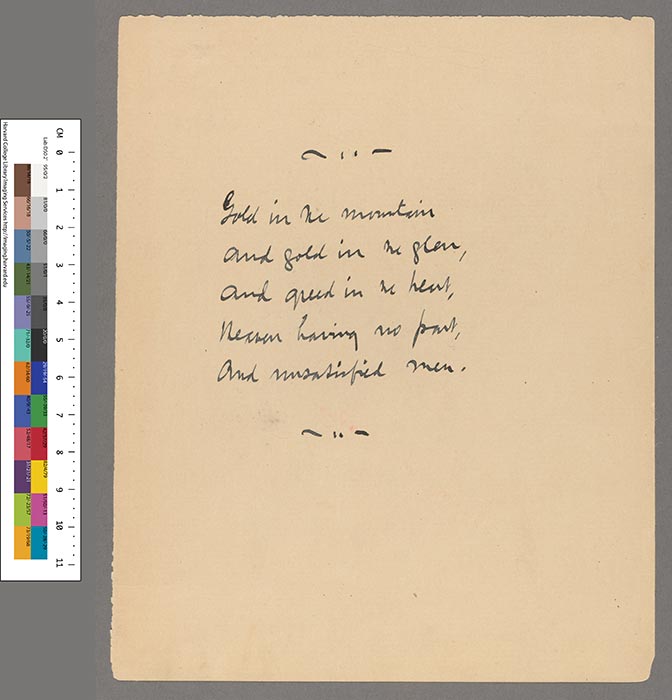 Gold in the mountain
And gold in the glen,
And greed in the heart,
Heaven having no part,
And unsatisfied men.
CM 0 1 2 3 4 5 6 7 8 9 10 11
Harvard College Library Imaging Services http://imaging.harvard.edu